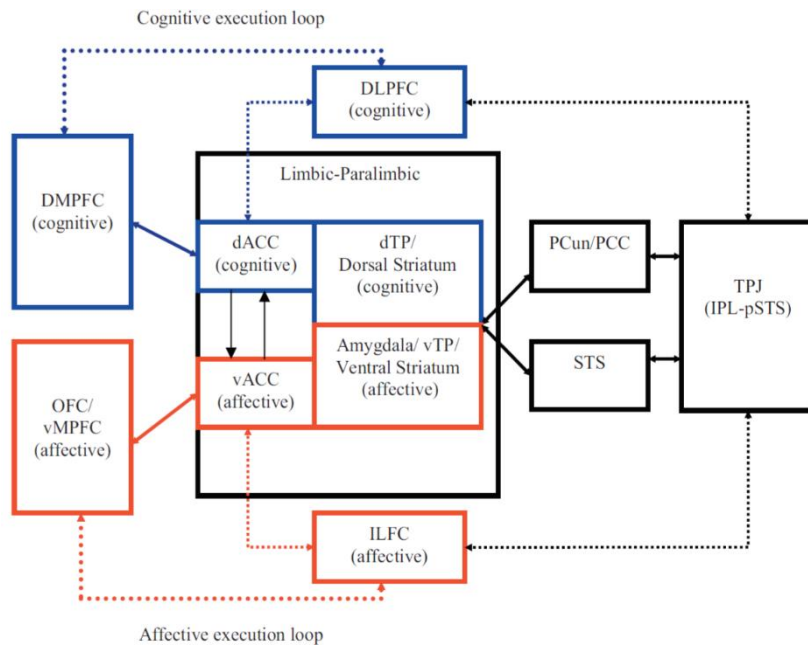 Cognitive execution loop
DLPFC
(cognitive)
DMPFC
(cognitive)
Limbic-Paralimbic
dACC
(cognitive)
dTP/
Dorsal Striatum
(cognitive)
PCun/PCC
TPJ
(IPL-pSTS)
Amygdala/ vTP/
Ventral Striatum
(affective)
vACC
(affective)
STS
OFC/
vMPFC
(affective)
ILFC
(affective)
Affective execution loop